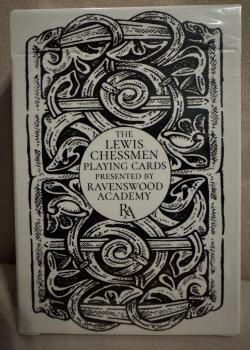 THE
LEWIS
CHESSMEN
PLAYING CARDS
PRESENTED BY
RAVENSWOOD
ACADEMY
RA